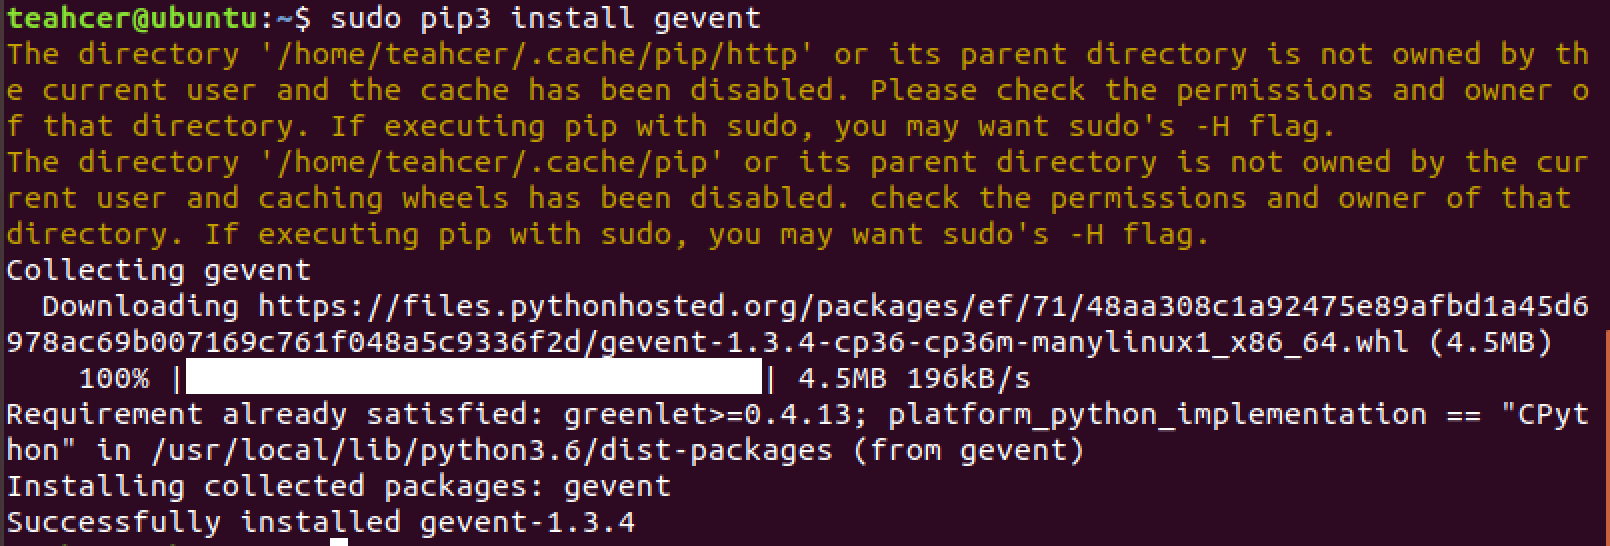 teahcer@ubuntu:~$ sudo pip3 install gevent
The directory '/home/teahcer/.cache/pip/http' or its parent directory is not owned by th
e current user and the cache has been disabled. Please check the permissions and owner o
f that directory. If executing pip with sudo, you may want sudo's -H flag.
The directory '/home/teahcer/.cache/pip' or its parent directory is not owned by the cur
rent user and caching wheels has been disabled. check the permissions and owner of that
directory. If executing pip with sudo, you may want sudo's -H flag.
Collecting gevent
  Downloading https://files.pythonhosted.org/packages/ef/71/48aa308c1a92475e89afbd1a45d6
978ac69b007169c761f048a5c9336f2d/gevent-1.3.4-cp36-cp36m-manylinux1_x86_64.whl (4.5MB)
    100% || 4.5MB 196kB/s
Requirement already satisfied: greenlet>=0.4.13; platform_python_implementation == "CPyt
hon" in /usr/local/lib/python3.6/dist-packages (from gevent)
Installing collected packages: gevent
Successfully installed gevent-1.3.4